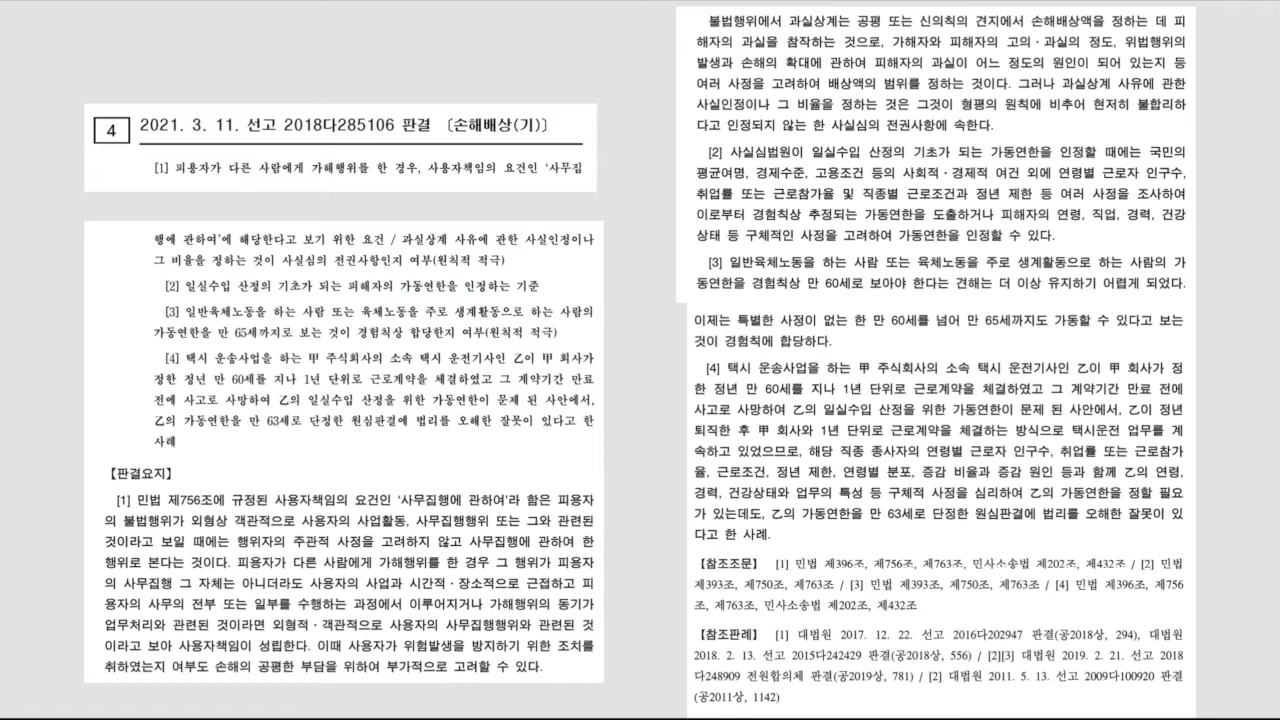 4
2021. 3. 11. 선고 2018다285106 판결 〔손해배상(기)〕
[1] 피용자가 다른 사람에게 가해행위를 한 경우, 사용자책임의 요건인 ‘사무집
행에 관하여’에 해당한다고 보기 위한 요건 / 과실상계 사유에 관한 사실인정이나
그 비율을 정하는 것이 사실심의 전권사항인지 여부(원칙적 적극)
[2] 일실수입 산정의 기초가 되는 피해자의 가동연한을 인정하는 기준
[3] 일반육체노동을 하는 사람 또는 육체노동을 주로 생계활동으로 하는 사람의
가동연한을 만 65세까지로 보는 것이 경험칙상 합당한지 여부(원칙적 적극)
[4] 택시 운송사업을 하는 甲 주식회사의 소속 택시 운전기사인 乙이 甲 회사가
정한 정년 만 60세를 지나 1년 단위로 근로계약을 체결하였고 그 계약기간 만료
전에 사고로 사망하여 乙의 일실수입 산정을 위한 가동연한이 문제 된 사안에서,
乙의 가동연한을 만 63세로 단정한 원심판결에 법리를 오해한 잘못이 있다고 한
사례
【판결요지】
[1] 민법 제756조에 규정된 사용자책임의 요건인 ‘사무집행에 관하여’라 함은 피용자
의 불법행위가 외형상 객관적으로 사용자의 사업활동, 사무집행행위 또는 그와 관련된
것이라고 보일 때에는 행위자의 주관적 사정을 고려하지 않고 사무집행에 관하여 한
행위로 본다는 것이다. 피용자가 다른 사람에게 가해행위를 한 경우 그 행위가 피용자
의 사무집행 그 자체는 아니더라도 사용자의 사업과 시간적·장소적으로 근접하고 피
용자의 사무의 전부 또는 일부를 수행하는 과정에서 이루어지거나 가해행위의 동기가
업무처리와 관련된 것이라면 외형적·객관적으로 사용자의 사무집행행위와 관련된 것
이라고 보아 사용자책임이 성립한다. 이때 사용자가 위험발생을 방지하기 위한 조치를
취하였는지 여부도 손해의 공평한 부담을 위하여 부가적으로 고려할 수 있다.
불법행위에서 과실상계는 공평 또는 신의칙의 견지에서 손해배상액을 정하는 데 피
해자의 과실을 참작하는 것으로, 가해자와 피해자의 고의·과실의 정도, 위법행위의
발생과 손해의 확대에 관하여 피해자의 과실이 어느 정도의 원인이 되어 있는지 등
여러 사정을 고려하여 배상액의 범위를 정하는 것이다. 그러나 과실상계 사유에 관한
사실인정이나 그 비율을 정하는 것은 그것이 형평의 원칙에 비추어 현저히 불합리하
다고 인정되지 않는 한 사실심의 전권사항에 속한다.
[2] 사실심법원이 일실수입 산정의 기초가 되는 가동연한을 인정할 때에는 국민의
평균여명, 경제수준, 고용조건 등의 사회적·경제적 여건 외에 연령별 근로자 인구수,
취업률 또는 근로참가율 및 직종별 근로조건과 정년 제한 등 여러 사정을 조사하여
이로부터 경험칙상 추정되는 가동연한을 도출하거나 피해자의 연령, 직업, 경력, 건강
상태 등 구체적인 사정을 고려하여 가동연한을 인정할 수 있다.
[3] 일반육체노동을 하는 사람 또는 육체노동을 주로 생계활동으로 하는 사람의 가
동연한을 경험칙상 만 60세로 보아야 한다는 견해는 더 이상 유지하기 어렵게 되었다.
이제는 특별한 사정이 없는 한 만 60세를 넘어 만 65세까지도 가동할 수 있다고 보는
것이 경험칙에 합당하다.
[4] 택시 운송사업을 하는 甲 주식회사의 소속 택시 운전기사인 乙이 甲 회사가 정
한 정년 만 60세를 지나 1년 단위로 근로계약을 체결하였고 그 계약기간 만료 전에
사고로 사망하여 乙의 일실수입 산정을 위한 가동연한이 문제 된 사안에서, 乙이 정년
퇴직한 후 甲 회사와 1년 단위로 근로계약을 체결하는 방식으로 택시운전 업무를 계
속하고 있었으므로, 해당 직종 종사자의 연령별 근로자 인구수, 취업률 또는 근로참가
율, 근로조건, 정년 제한, 연령별 분포, 증감 비율과 증감 원인 등과 함께 乙의 연령,
경력, 건강상태와 업무의 특성 등 구체적 사정을 심리하여 乙의 가동연한을 정할 필요
가 있는데도, 乙의 가동연한을 만 63세로 단정한 원심판결에 법리를 오해한 잘못이 있
다고 한 사례.
【참조조문】 [1] 민법 제396조, 제756조, 제763조, 민사소송법 제202조, 제432조 / [2] 민법
제393조, 제750조, 제763조 / [3] 민법 제393조, 제750조, 제763조 / [4] 민법 제396조, 제756
조, 제763조, 민사소송법 제202조, 제432조
【참조판례】 [1] 대법원 2017. 12. 22. 선고 2016다202947 판결(공2018상, 294), 대법원
2018. 2. 13. 선고 2015다242429 판결(공2018상, 556) / [2][3] 대법원 2019. 2. 21. 선고 2018
다248909 전원합의체 판결(공2019상, 781) / [2] 대법원 2011. 5. 13. 선고 2009다100920 판결
(공2011상, 1142)